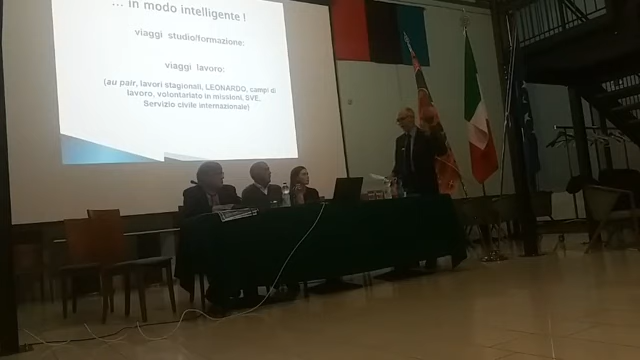 ... in modo intelligente !
viaggi studio/formazione;
viaggi lavoro:
(au pair, lavori stagionali, LEONARDO, campi di
lavoro, volontariato in missioni, SVE,
Servizio civile internazionale)